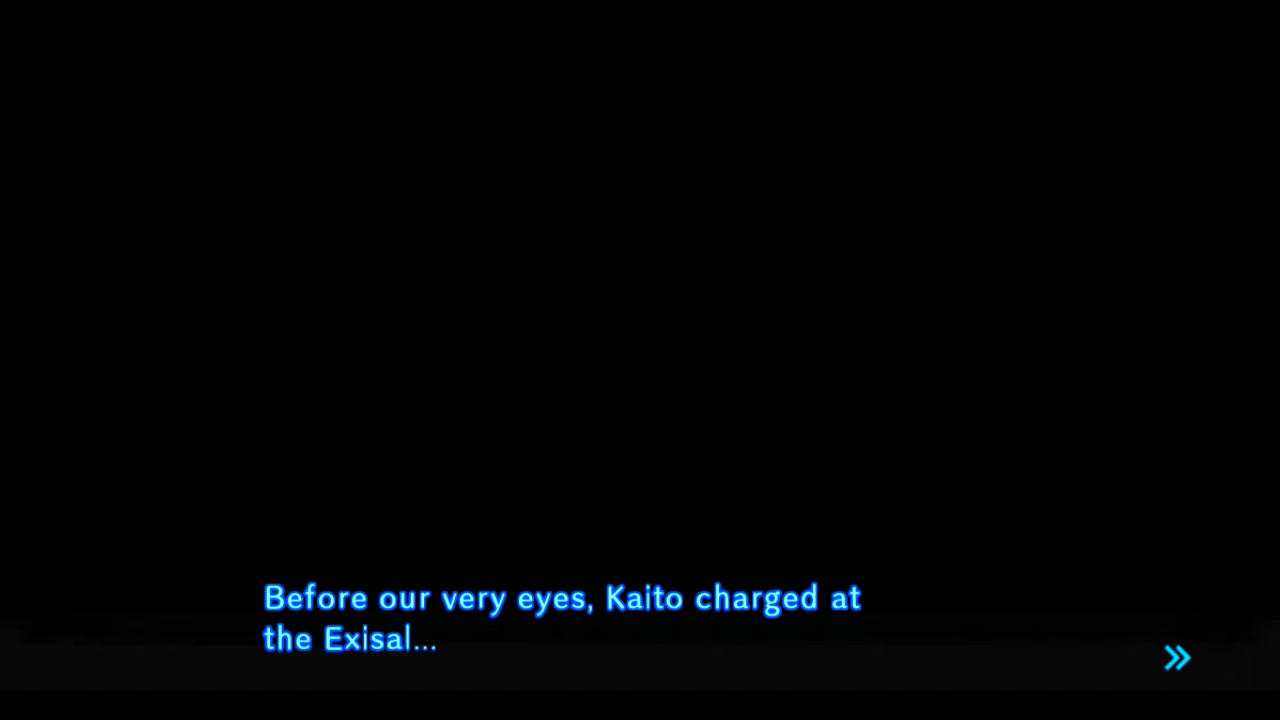 Before our very eyes, Kaito charged at
the Exisal...